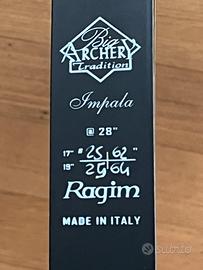 Big
ARCHERY
Tradition
Impala
@ 28"
17" # 25/62"
19" 25/64
Ragim
MADE IN ITALY
subito